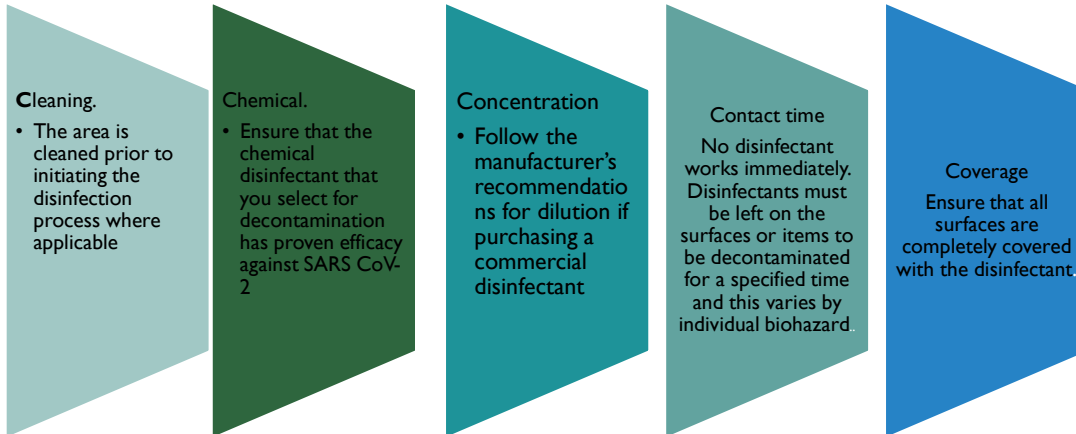 Cleaning.
• The area is
cleaned prior to
initiating the
disinfection
process where
applicable
Chemical.
• Ensure that the
chemical
disinfectant that
you select for
decontamination
has proven efficacy
against SARS CoV-
2
Concentration
• Follow the
manufacturer's
recommendatio
ns for dilution if
purchasing a
commercial
disinfectant
Contact time
No disinfectant
works immediately.
Disinfectants must
be left on the
surfaces or items to
be decontaminated
for a specified time
and this varies by
individual biohazard..
Coverage
Ensure that all
surfaces are
completely covered
with the disinfectant.